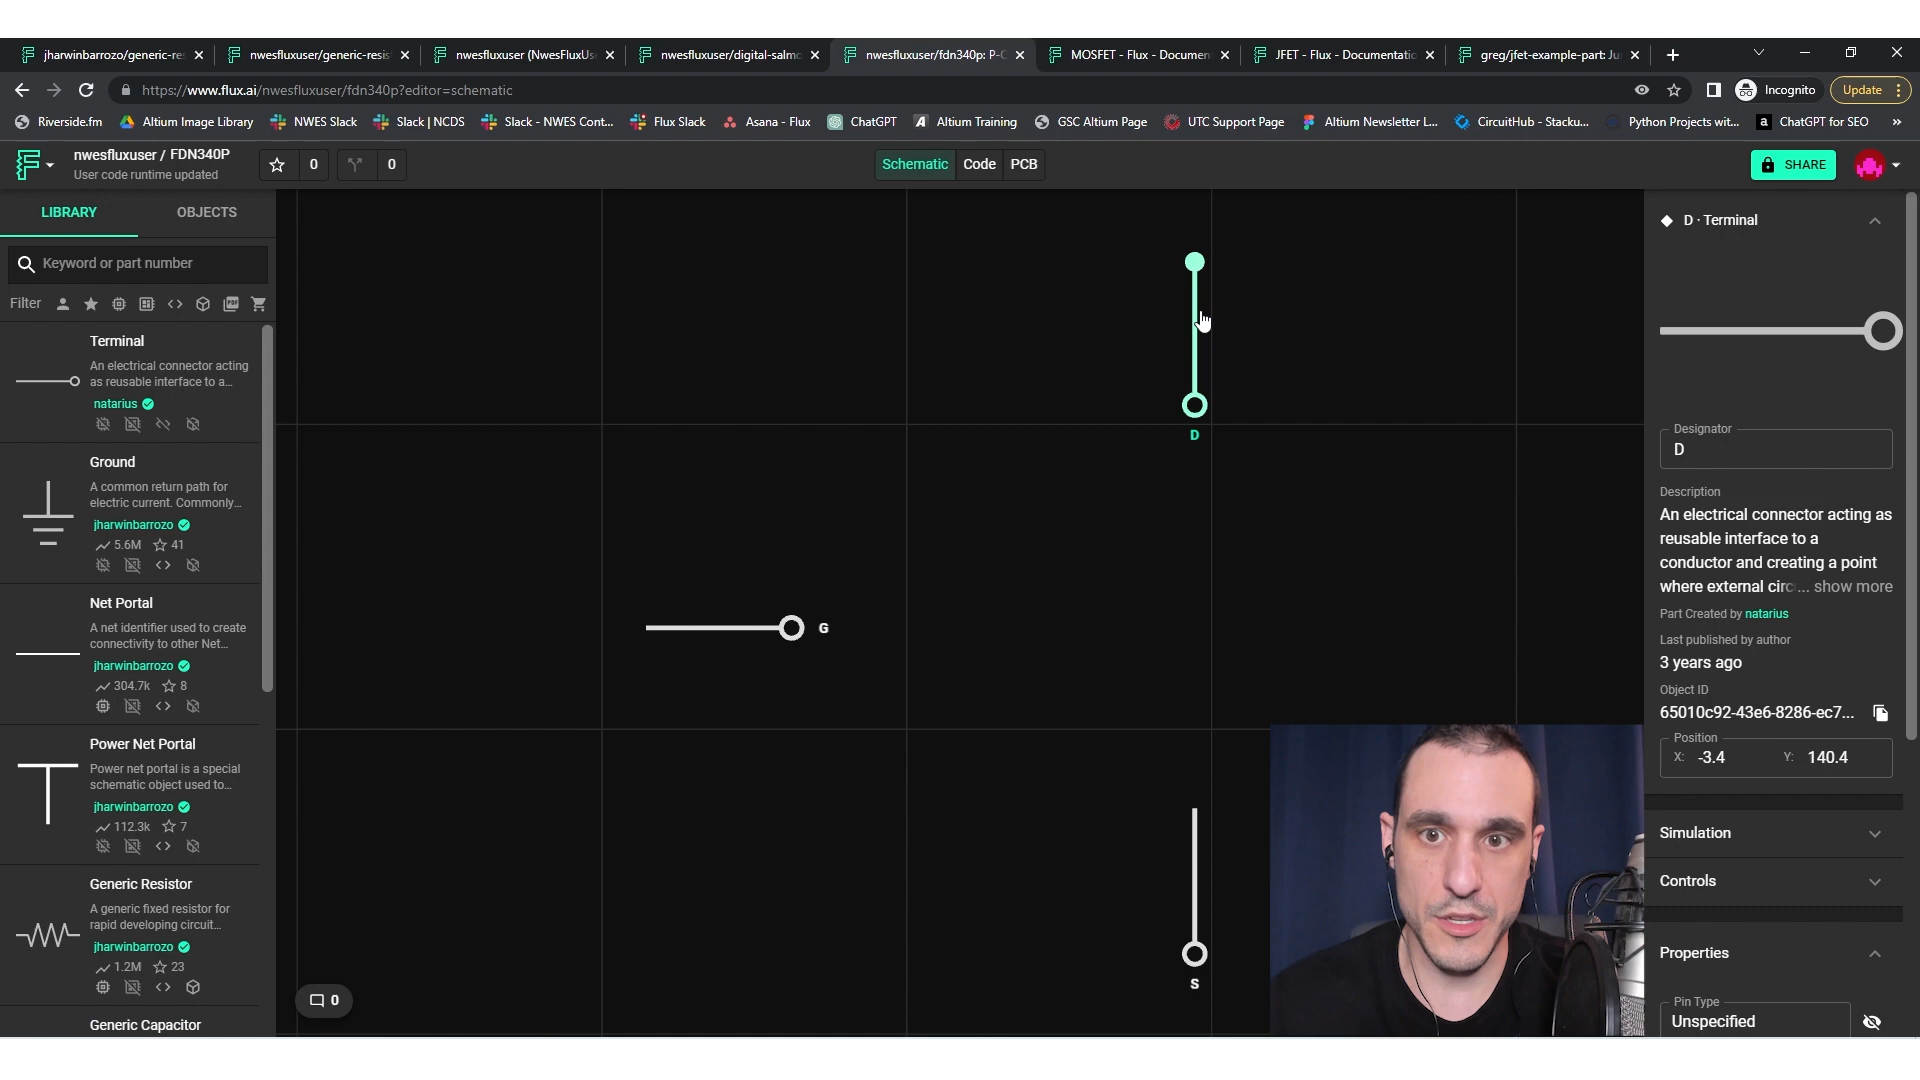 jharwinbarrozo/generic-res
nwesfluxuser/generic-resis
nwesfluxuser (NwesFluxUs
nwesfluxuser/digital-salmo
nwesfluxuser/fdn340p: P-C
MOSFET - Flux - Documen
JFET - Flux - Documentatio
greg/jfet-example-part: Ju
https://www.flux.ai/nwesfluxuser/fdn340p?editor=schematic
Incognito
Update
Riverside.fm
Altium Image Library
NWES Slack
Slack | NCDS
Slack - NWES Cont...
Flux Slack
Asana - Flux
ChatGPT
Altium Training
GSC Altium Page
UTC Support Page
Altium Newsletter L...
CircuitHub - Stacku...
Python Projects wit...
ChatGPT for SEO
nwesfluxuser / FDN340P
User code runtime updated
0
0
Schematic
Code
PCB
SHARE
LIBRARY
OBJECTS
Keyword or part number
Filter
Terminal
An electrical connector acting
as reusable interface to a...
natarius
Ground
A common return path for
electric current. Commonly...
jharwinbarrozo
5.6M
41
Net Portal
A net identifier used to create
connectivity to other Net...
jharwinbarrozo
304.7k
8
Power Net Portal
Power net portal is a special
schematic object used to...
jharwinbarrozo
112.3k
7
Generic Resistor
A generic fixed resistor for
rapid developing circuit...
jharwinbarrozo
1.2M
23
Generic Capacitor
D
G
S
0
D · Terminal
Designator
D
Description
An electrical connector acting as
reusable interface to a
conductor and creating a point
where external circ... show more
Part Created by natarius
Last published by author
3 years ago
Object ID
65010c92-43e6-8286-ec7...
Position
X: -3.4 Y: 140.4
Simulation
Controls
Properties
Pin Type
Unspecified